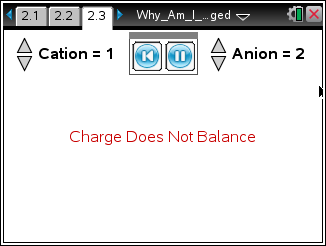 2.1 2.2 2.3 Why_Am_I_...ged
Cation = 1 Anion = 2
Charge Does Not Balance